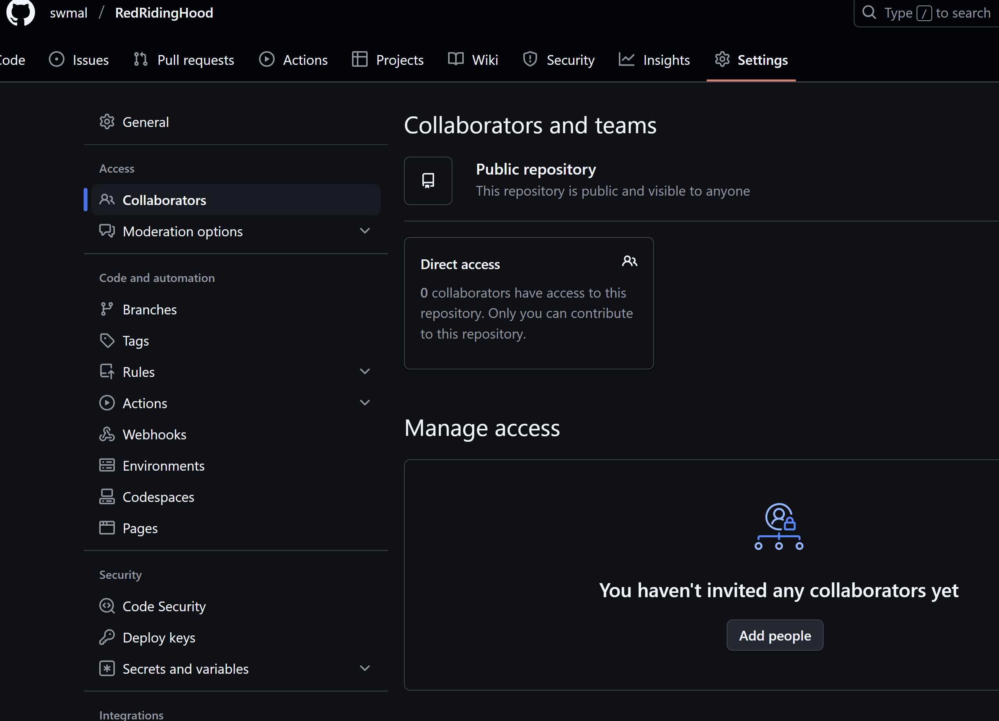 swmal / RedRidingHood
Type / to search
Code Issues Pull requests Actions Projects Wiki Security Insights Settings
General
Access
Collaborators
Moderation options
Code and automation
Branches
Tags
Rules
Actions
Webhooks
Environments
Codespaces
Pages
Security
Code Security
Deploy keys
Secrets and variables
Integrations
Collaborators and teams
Public repository
This repository is public and visible to anyone
Direct access
0 collaborators have access to this
repository. Only you can contribute
to this repository.
Manage access
You haven't invited any collaborators yet
Add people